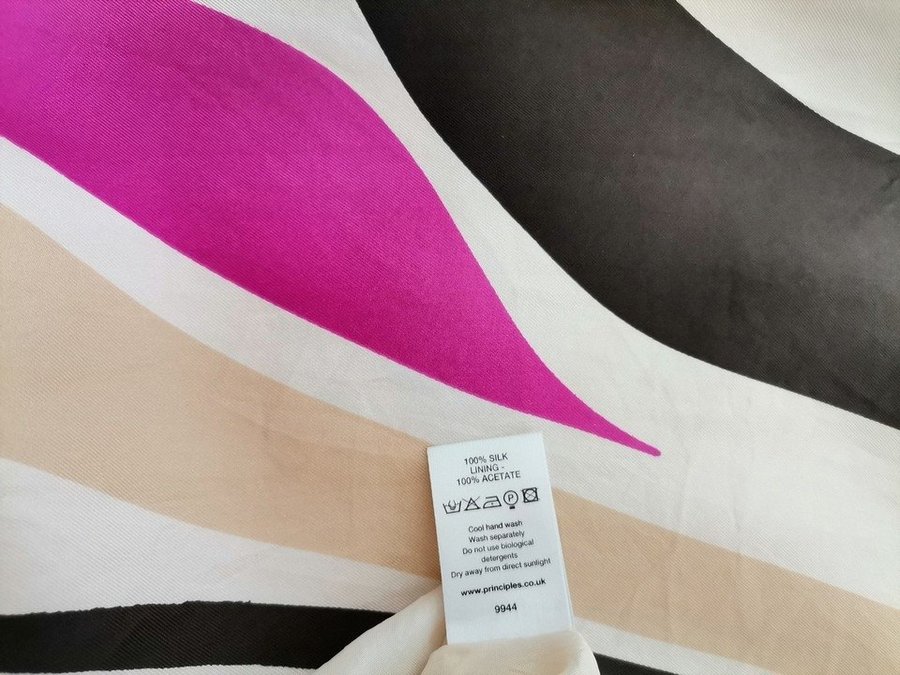 100% SILK
LINING -
100% ACETATE
P
Cool hand wash
Wash separately
Do not use biological
detergents
Dry away from direct sunlight
www.principles.co.uk
9944